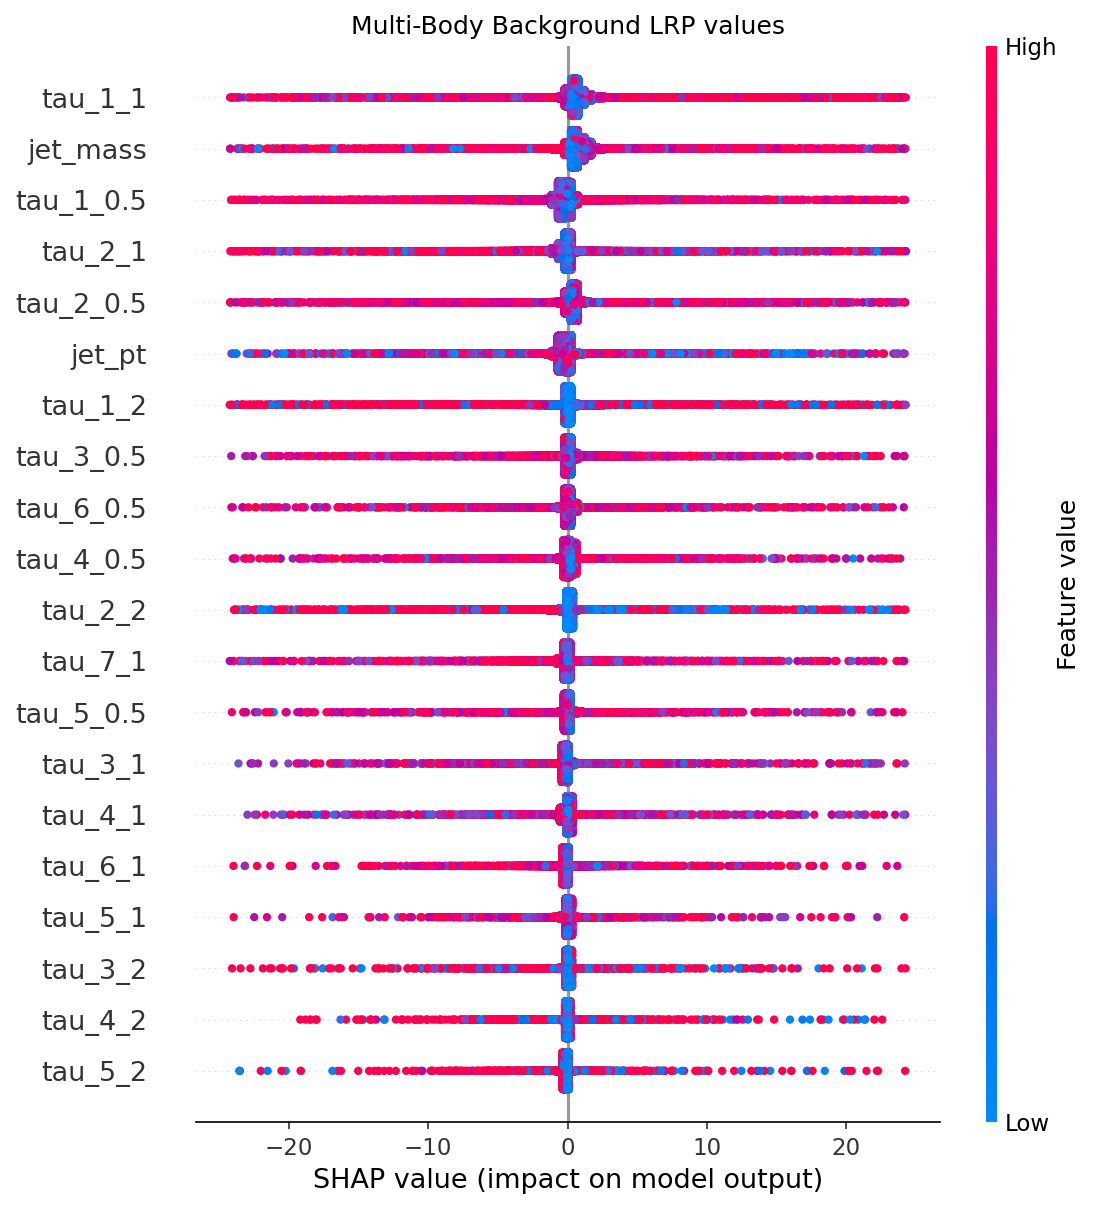 Multi-Body Background LRP values
High
tau_1_1
jet_mass
tau_1_0.5
tau_2_1
tau_2_0.5
jet_pt
tau_1_2
tau_3_0.5
tau_6_0.5
tau_4_0.5
tau_2_2
tau_7_1
tau_5_0.5
tau_3_1
tau_4_1
tau_6_1
tau_5_1
tau_3_2
tau_4_2
tau_5_2
Feature value
Low
−20 −10 0 10 20
SHAP value (impact on model output)